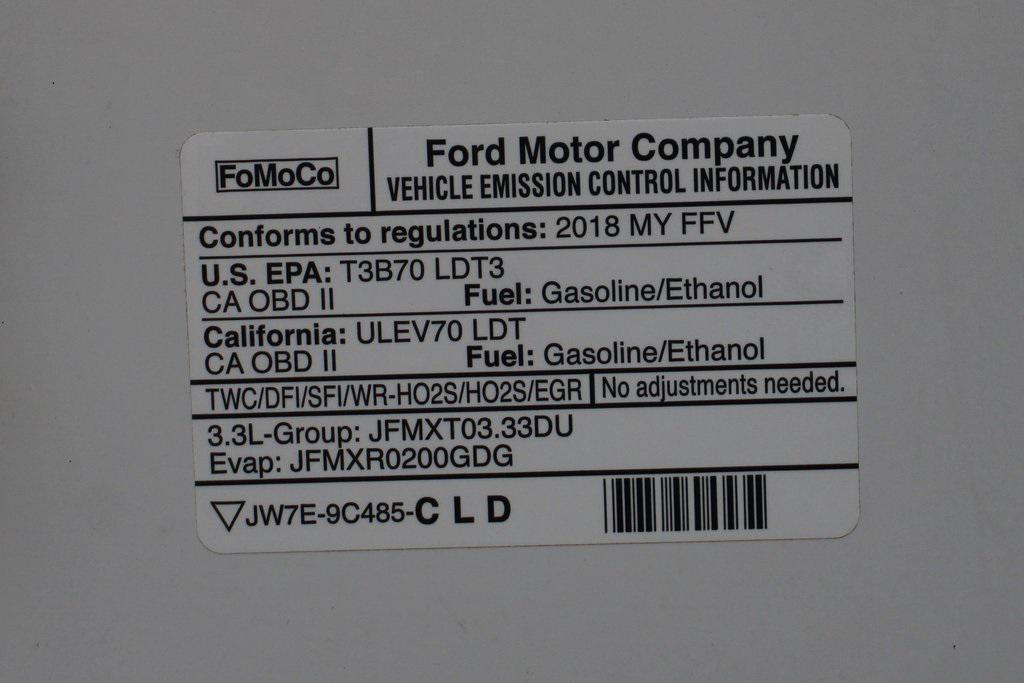 FoMoCo
Ford Motor Company
VEHICLE EMISSION CONTROL INFORMATION
Conforms to regulations: 2018 MY FFV
U.S. EPA: T3B70 LDT3
CA OBD II Fuel: Gasoline/Ethanol
California: ULEV70 LDT
CA OBD II Fuel: Gasoline/Ethanol
TWC/DFI/SFI/WR-HO2S/HO2S/EGR No adjustments needed.
3.3L-Group: JFMXT03.33DU
Evap: JFMXR0200GDG
JW7E-9C485-C L D